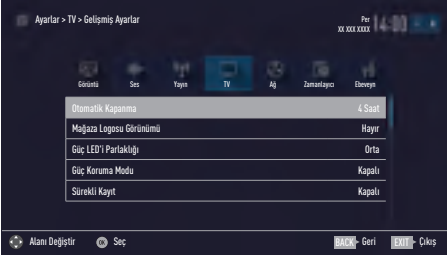 Ayarlar > TV > Gelişmiş Ayarlar
Per
XX XXX XXXX
14:00
Görüntü Ses Yayın TV Ağ Zamanlayıcı Ebeveyn
Otomatik Kapanma 4 Saat
Mağaza Logosu Görünümü Hayır
Güç LED'i Parlaklığı Orta
Güç Koruma Modu Kapalı
Sürekli Kayıt Kapalı
Alanı Değiştir OK Seç BACK Geri EXIT Çıkış